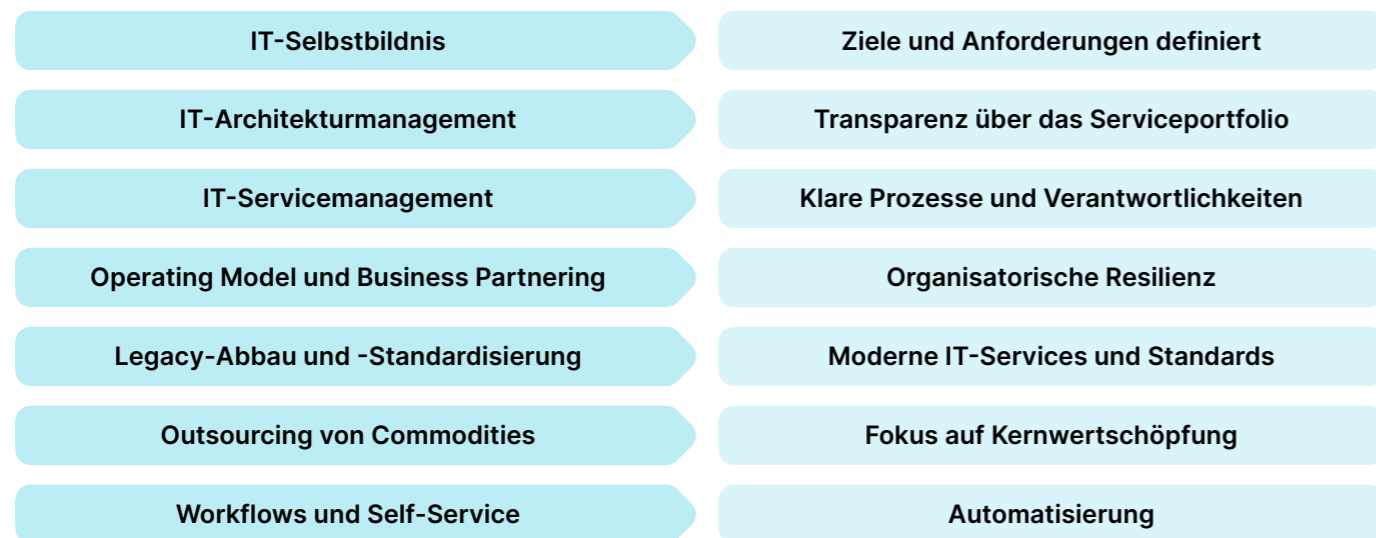 IT-Selbstbildnis
Ziele und Anforderungen definiert
IT-Architekturmanagement
Transparenz über das Serviceportfolio
IT-Servicemanagement
Klare Prozesse und Verantwortlichkeiten
Operating Model und Business Partnering
Organisatorische Resilienz
Legacy-Abbau und -Standardisierung
Moderne IT-Services und Standards
Outsourcing von Commodities
Fokus auf Kernwertschöpfung
Workflows und Self-Service
Automatisierung